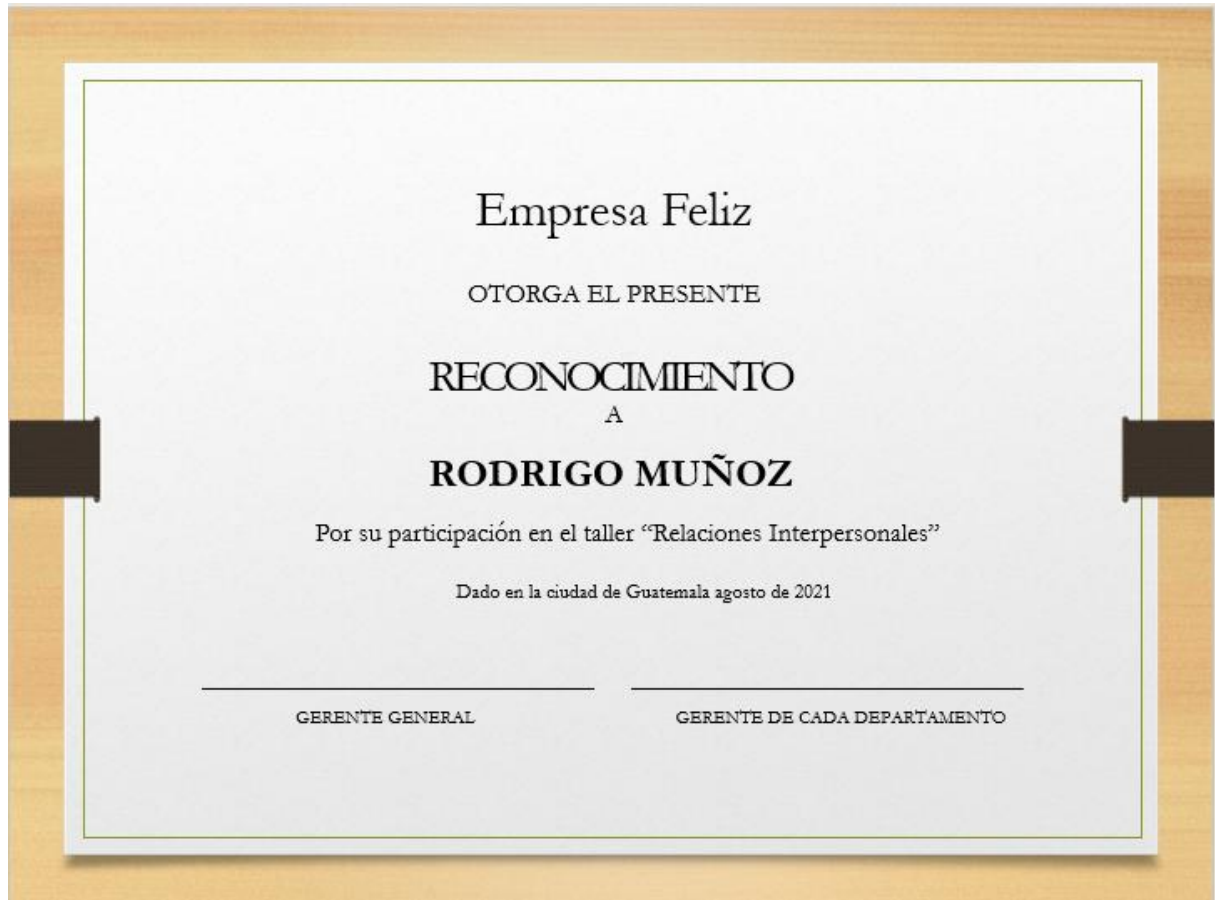 Empresa Feliz
OTORGA EL PRESENTE
RECONOCIMIENTO
A
RODRIGO MUÑOZ
Por su participación en el taller “Relaciones Interpersonales”
Dado en la ciudad de Guatemala agosto de 2021
GERENTE GENERAL
GERENTE DE CADA DEPARTAMENTO